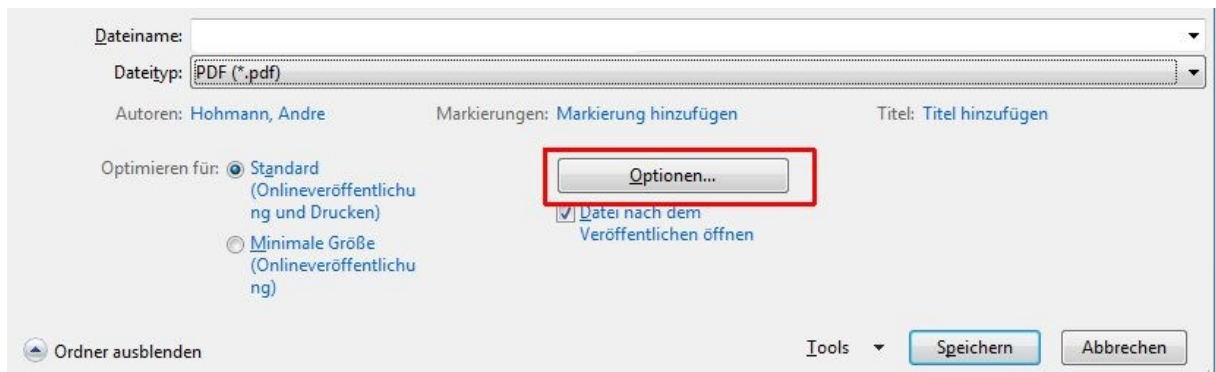 Dateiname:
Dateityp: PDF (*.pdf)
Autoren: Hohmann, Andre Markierungen: Markierung hinzufügen Titel: Titel hinzufügen
Optimieren für: Standard
(Onlineveröffentlichu
ng und Drucken)
Minimale Größe
(Onlineveröffentlichu
ng)
Optionen...
Datei nach dem
Veröffentlichen öffnen
Ordner ausblenden Tools Speichern Abbrechen